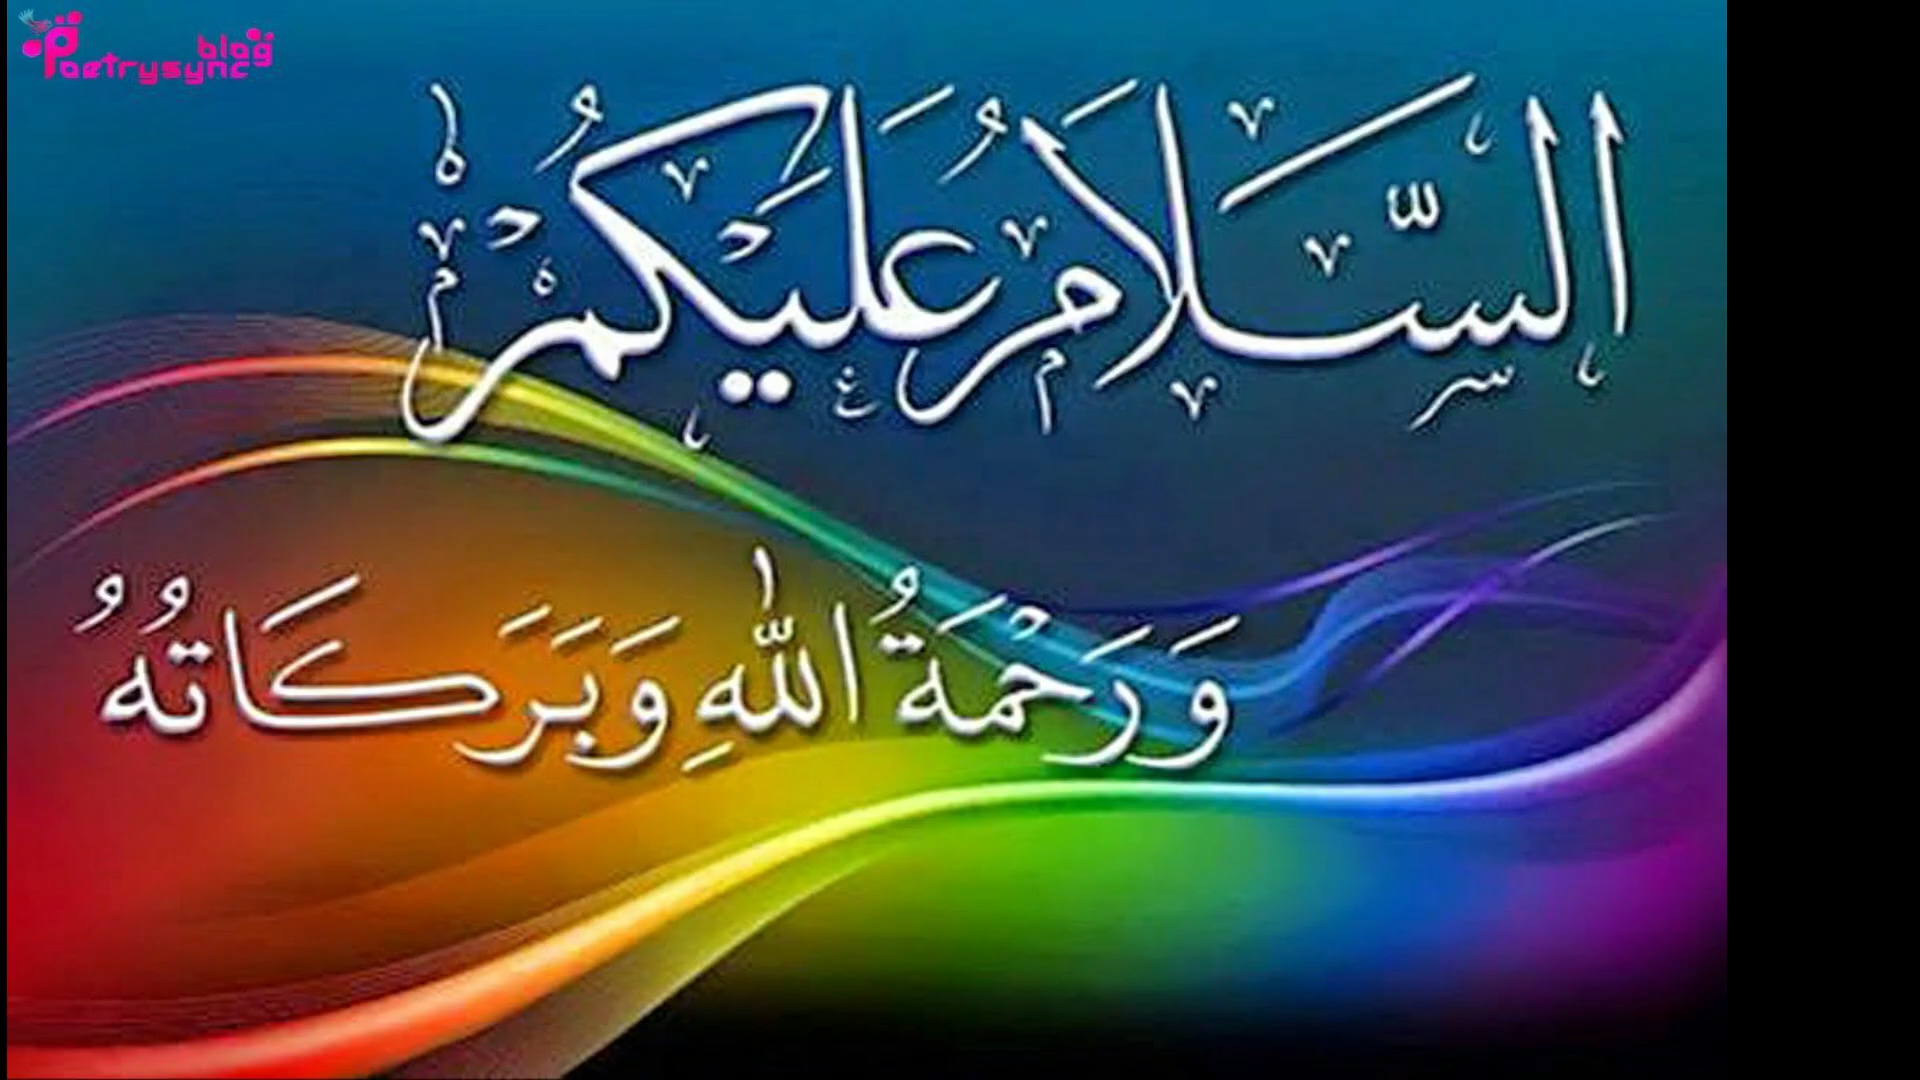 Poetrysync blog
السَّلَامُ عَلَيْكُمْ
وَرَحْمَةُ اللهِ وَبَرَكَاتُهُ